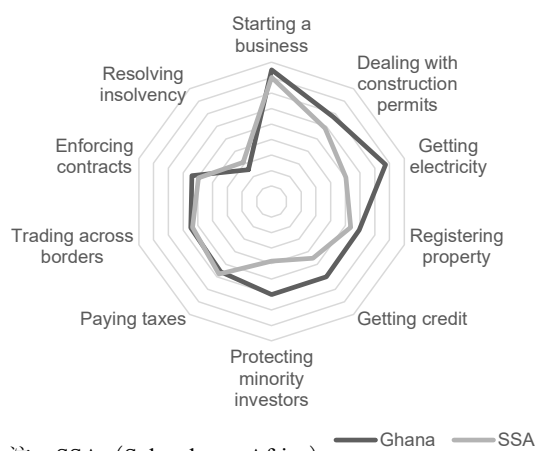 Starting a
business
Dealing with
construction
permits
Getting
electricity
Registering
property
Getting credit
Protecting
minority
investors
Paying taxes
Trading across
borders
Enforcing
contracts
Resolving
insolvency
Ghana
SSA